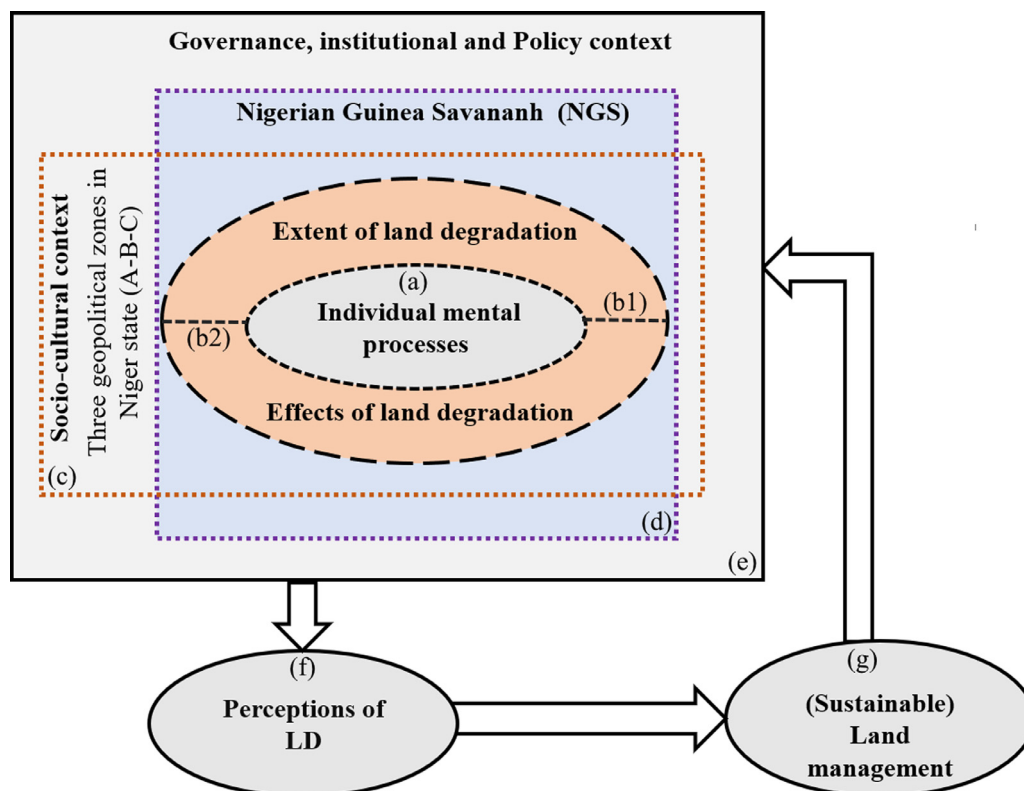 Governance, institutional and Policy context
Nigerian Guinea Savananh (NGS)
Socio-cultural context
Three geopolitical zones in
Niger state (A-B-C)
(c)
Extent of land degradation
(a)
Individual mental
processes
(b1)
(b2)
Effects of land degradation
(d)
(e)
(f)
Perceptions of
LD
(g)
(Sustainable)
Land
management